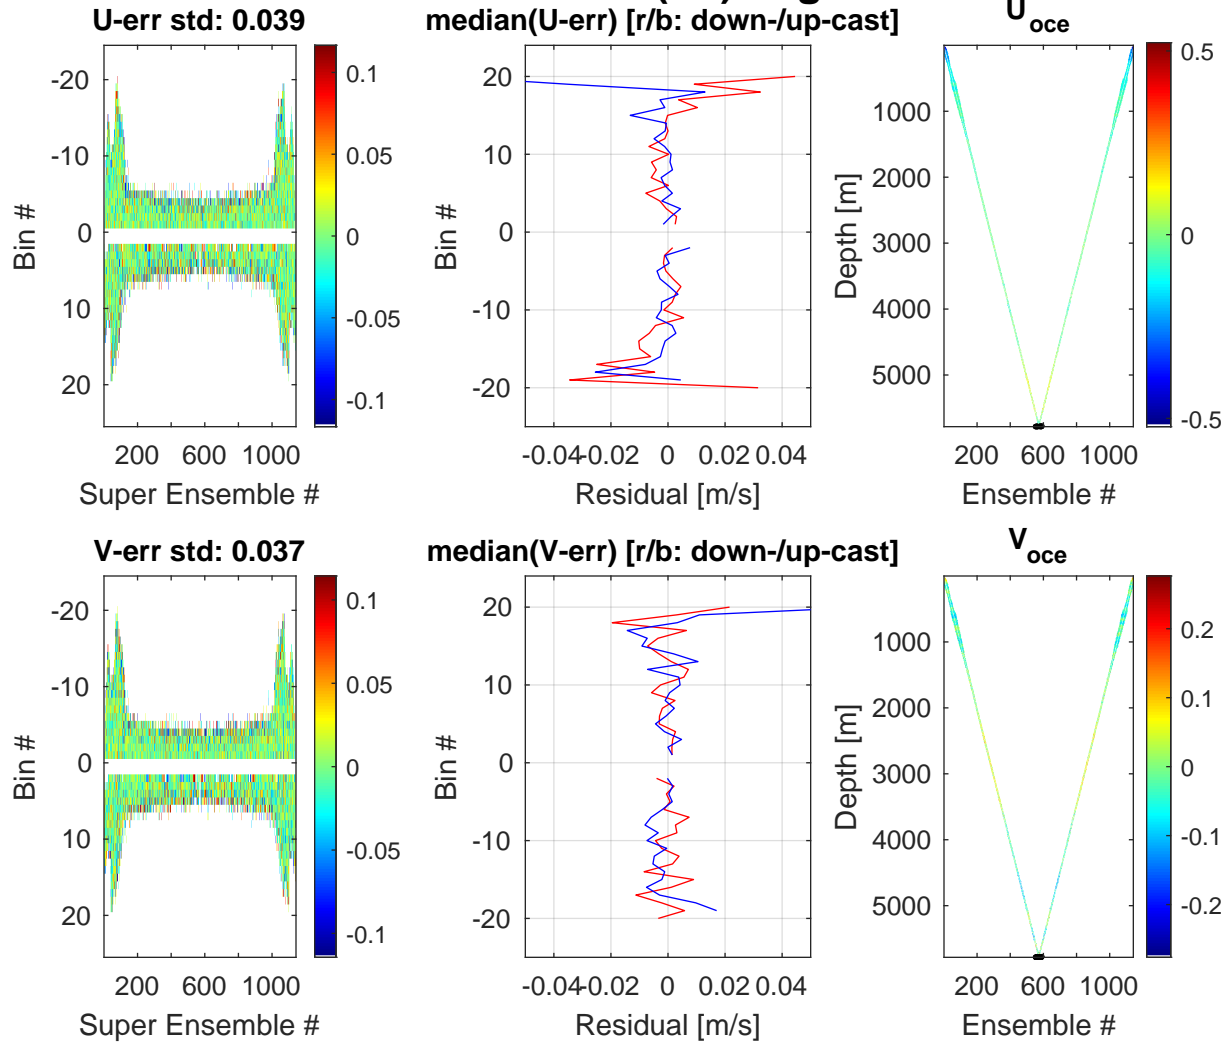 U-err std: 0.039
-20
-10
0
10
20
Bin #
200 600 1000
Super Ensemble #
0.1
0.05
0
-0.05
-0.1
median(U-err) [r/b: down-/up-cast]
20
10
0
-10
-20
Bin #
-0.04 -0.02 0 0.02 0.04
Residual [m/s]
U_oce
1000
2000
3000
4000
5000
Depth [m]
200 600 1000
Ensemble #
0.5
0
-0.5
V-err std: 0.037
-20
-10
0
10
20
Bin #
200 600 1000
Super Ensemble #
0.1
0.05
0
-0.05
-0.1
median(V-err) [r/b: down-/up-cast]
20
10
0
-10
-20
Bin #
-0.04 -0.02 0 0.02 0.04
Residual [m/s]
V_oce
1000
2000
3000
4000
5000
Depth [m]
200 600 1000
Ensemble #
0.2
0.1
0
-0.1
-0.2